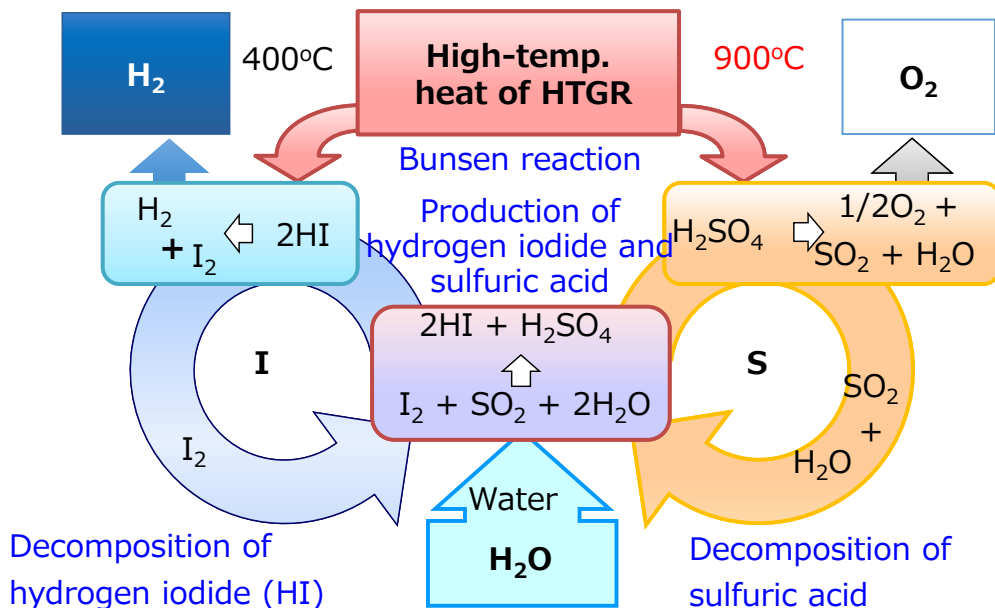 H₂
400°C
High-temp.
heat of HTGR
900°C
O₂
Bunsen reaction
H₂
+ I₂
2HI
Production of
hydrogen iodide and
sulfuric acid
H₂SO₄
1/2O₂ +
SO₂ + H₂O
2HI + H₂SO₄
I₂ + SO₂ + 2H₂O
I
S
I₂
SO₂
+
H₂O
Water
H₂O
Decomposition of
hydrogen iodide (HI)
Decomposition of
sulfuric acid